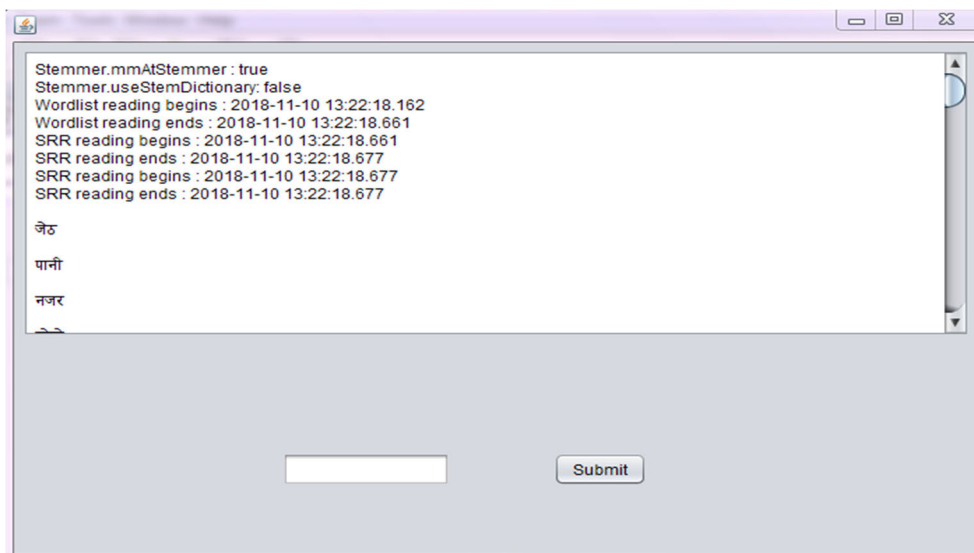 Stemmer.mmAtStemmer : true
Stemmer.useStemDictionary: false
Wordlist reading begins : 2018-11-10 13:22:18.162
Wordlist reading ends : 2018-11-10 13:22:18.661
SRR reading begins : 2018-11-10 13:22:18.661
SRR reading ends : 2018-11-10 13:22:18.677
SRR reading begins : 2018-11-10 13:22:18.677
SRR reading ends : 2018-11-10 13:22:18.677
जेठ
पानी
नजर
Submit